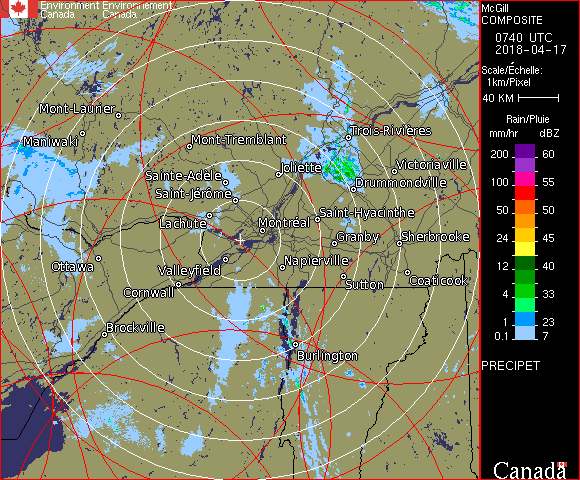 Environment Environnement
Canada Canada
McGill
COMPOSITE
0740 UTC
2018-04-17
Scale/Échelle:
1km/Pixel
40 KM
Rain/Pluie
mm/hr dBZ
200 60
150 57
100 55
50 50
24 45
12 40
4 33
1 23
0.1 7
PRECIPET
Canada
Mont-Laurier
Maniwaki
Mont-Tremblant
Trois-Rivières
Sainte-Adèle
Joliette
Victoriaville
Drummondville
Saint-Jérôme
Lachute
Montréal
Saint-Hyacinthe
Granby
Sherbrooke
Ottawa
Valleyfield
Napierville
Cornwall
Sutton
Coaticook
Brockville
Burlington